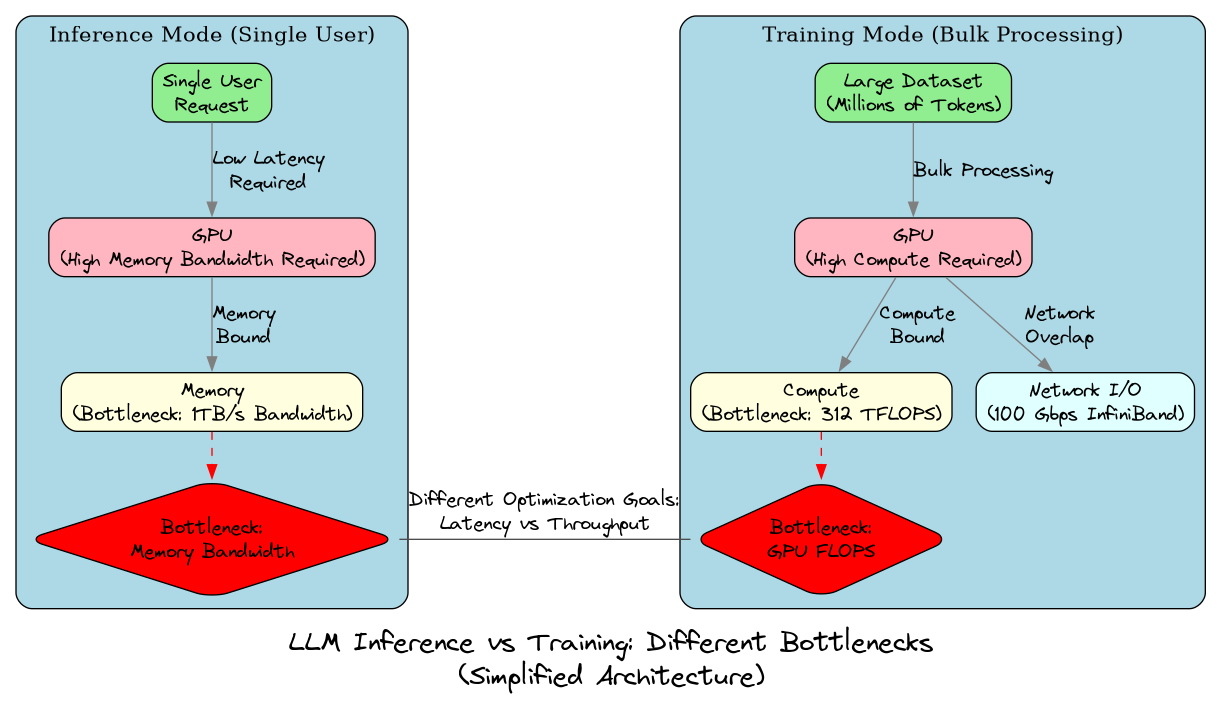 Inference Mode (Single User)
Single User
Request
Low Latency
Required
GPU
(High Memory Bandwidth Required)
Memory
Bound
Memory
(Bottleneck: 1TB/s Bandwidth)
Bottleneck:
Memory Bandwidth
Different Optimization Goals:
Latency vs Throughput
Training Mode (Bulk Processing)
Large Dataset
(Millions of Tokens)
Bulk Processing
GPU
(High Compute Required)
Compute
Bound
Network
Overlap
Compute
(Bottleneck: 312 TFLOPS)
Network I/O
(100 Gbps InfiniBand)
Bottleneck:
GPU FLOPS
LLM Inference vs Training: Different Bottlenecks
(Simplified Architecture)